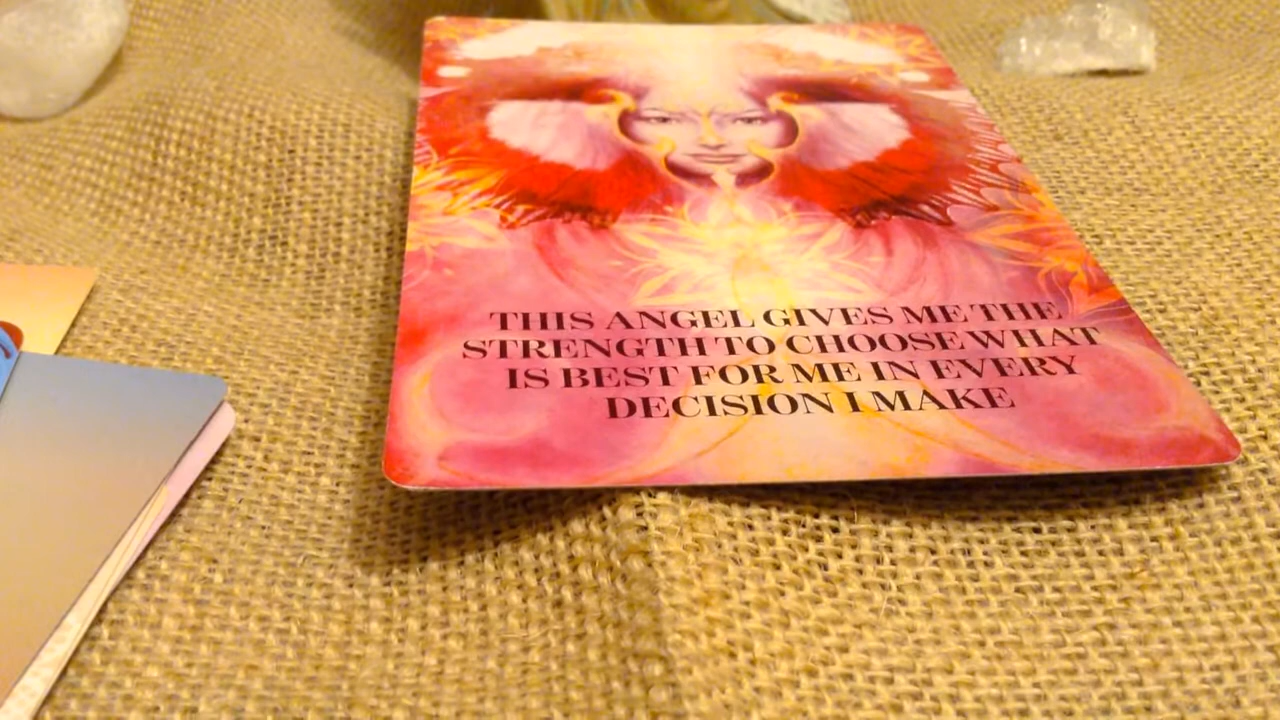 THIS ANGEL GIVES ME THE
STRENGTH TO CHOOSE WHAT
IS BEST FOR ME IN EVERY
DECISION I MAKE